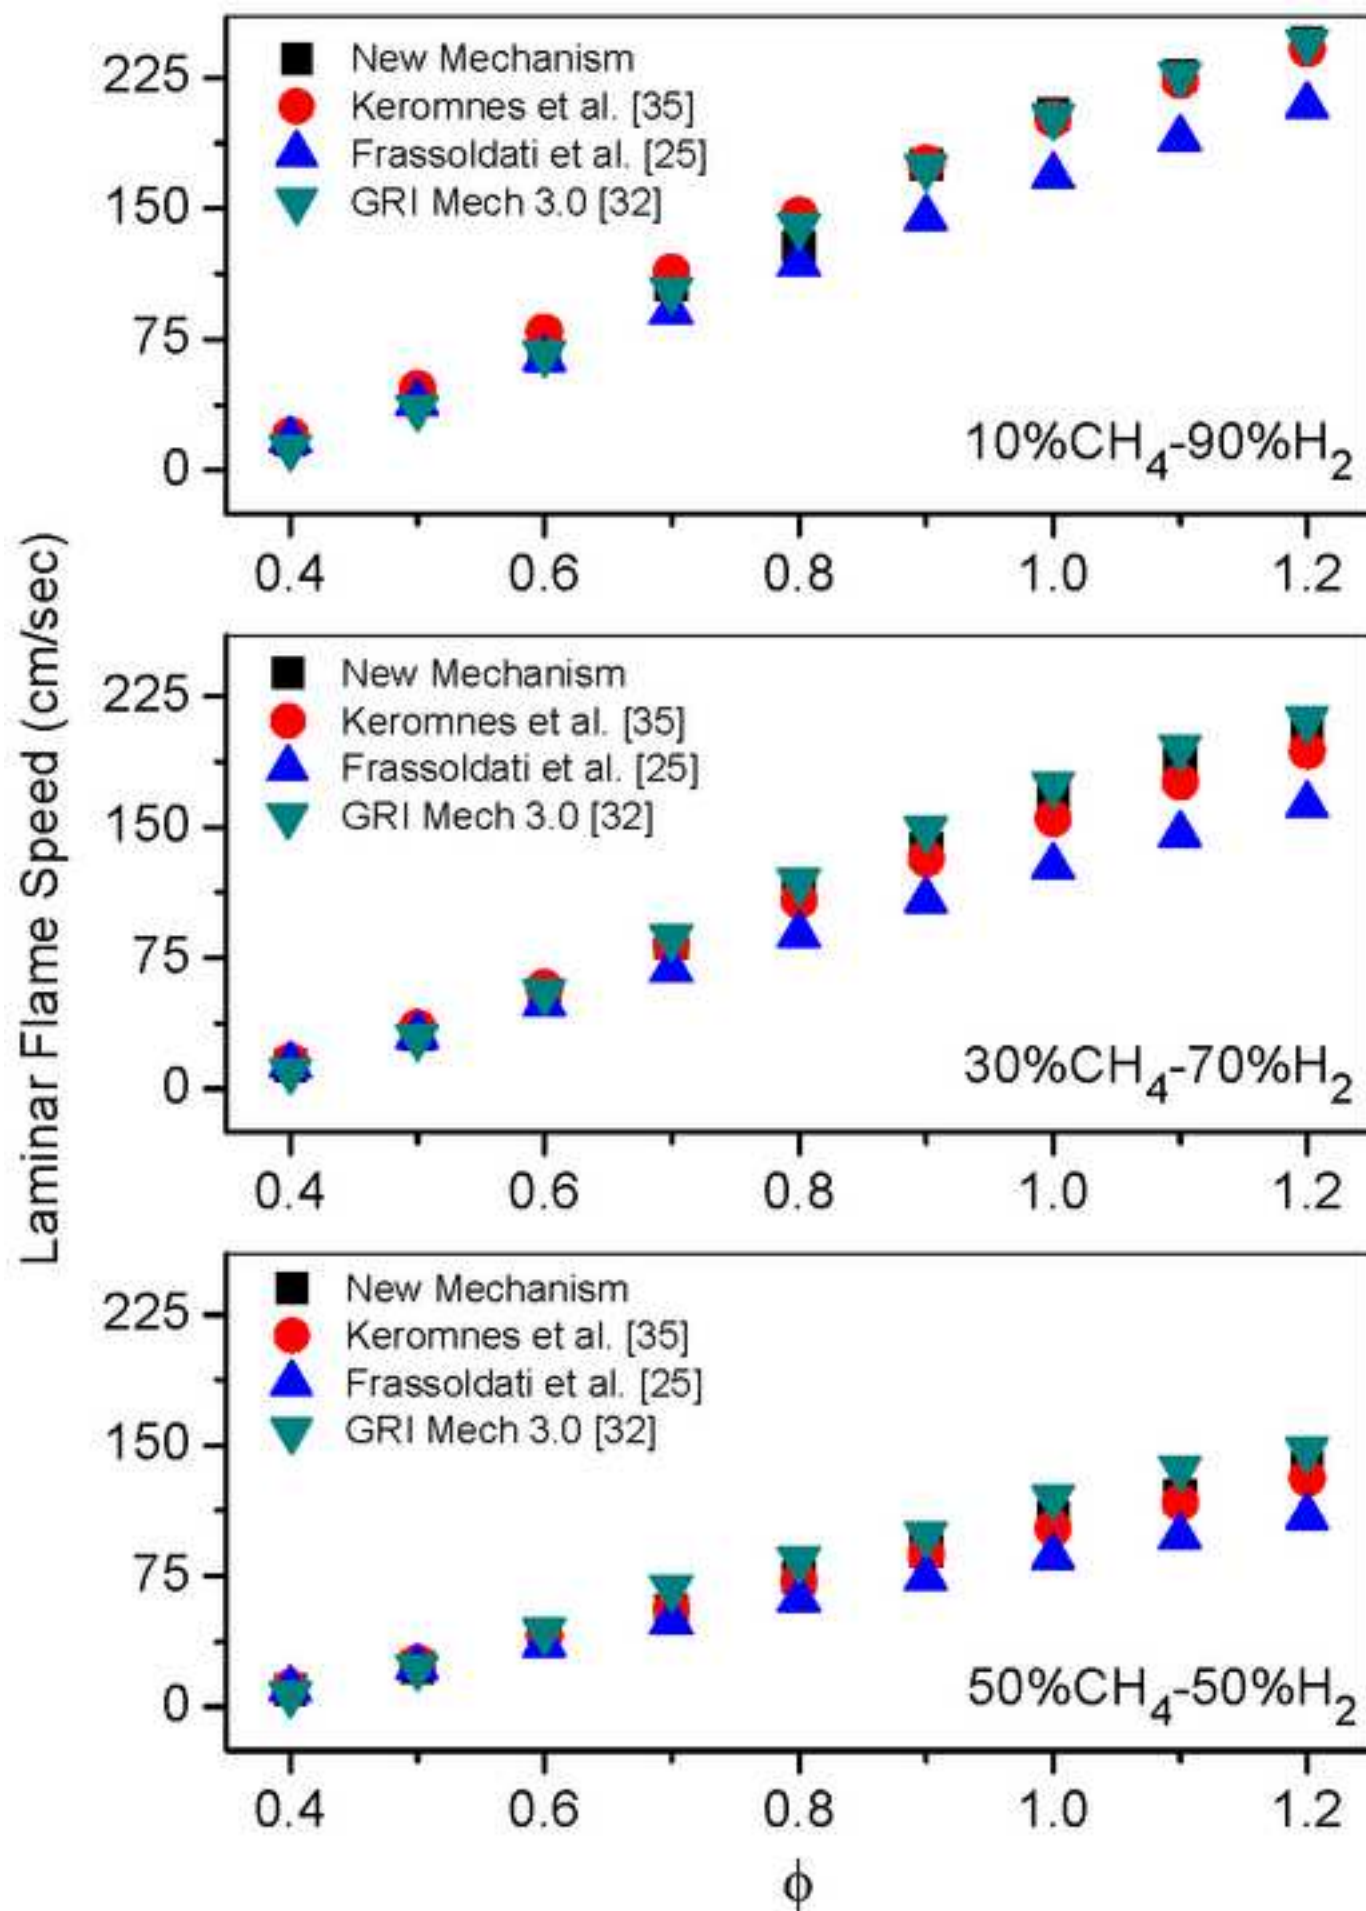 New Mechanism
Keromnes et al. [35]
Frassoldati et al. [25]
GRI Mech 3.0 [32]
225
150
75
0
10%CH4-90%H2
0.4 0.6 0.8 1.0 1.2
New Mechanism
Keromnes et al. [35]
Frassoldati et al. [25]
GRI Mech 3.0 [32]
225
150
75
0
30%CH4-70%H2
0.4 0.6 0.8 1.0 1.2
Laminar Flame Speed (cm/sec)
New Mechanism
Keromnes et al. [35]
Frassoldati et al. [25]
GRI Mech 3.0 [32]
225
150
75
0
50%CH4-50%H2
0.4 0.6 0.8 1.0 1.2
ϕ